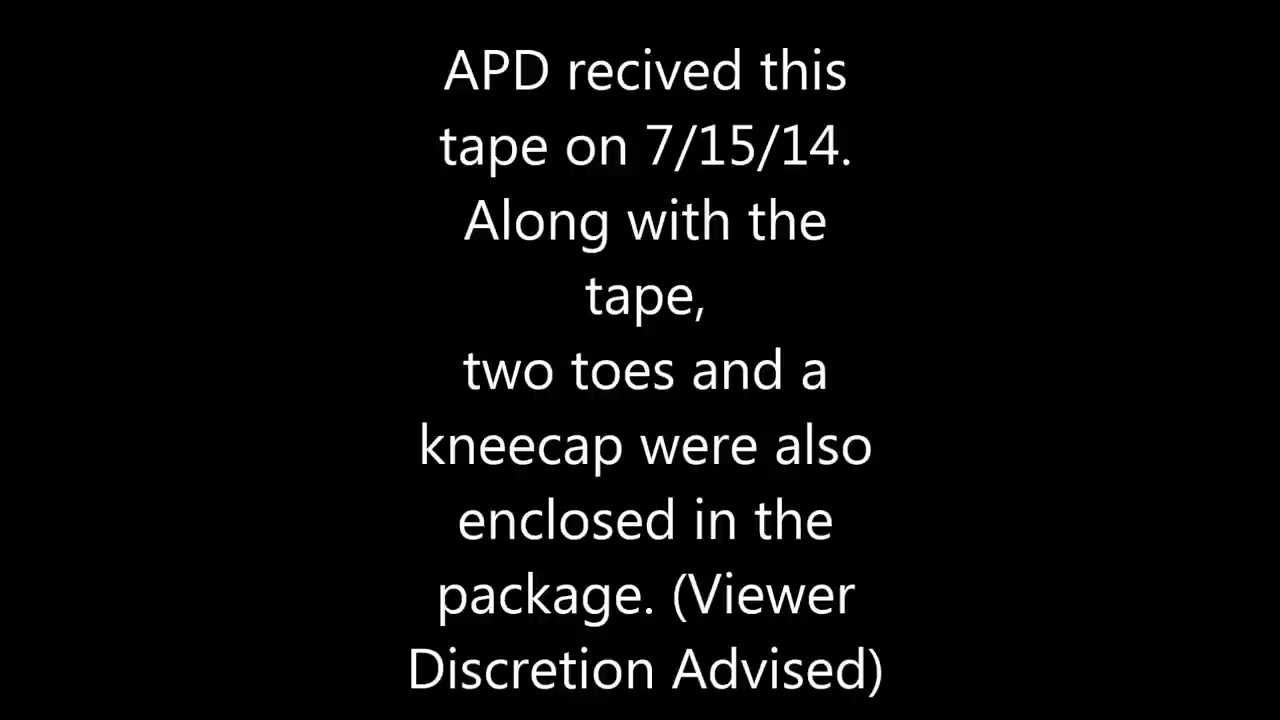 APD recived this
tape on 7/15/14.
Along with the
tape,
two toes and a
kneecap were also
enclosed in the
package. (Viewer
Discretion Advised)